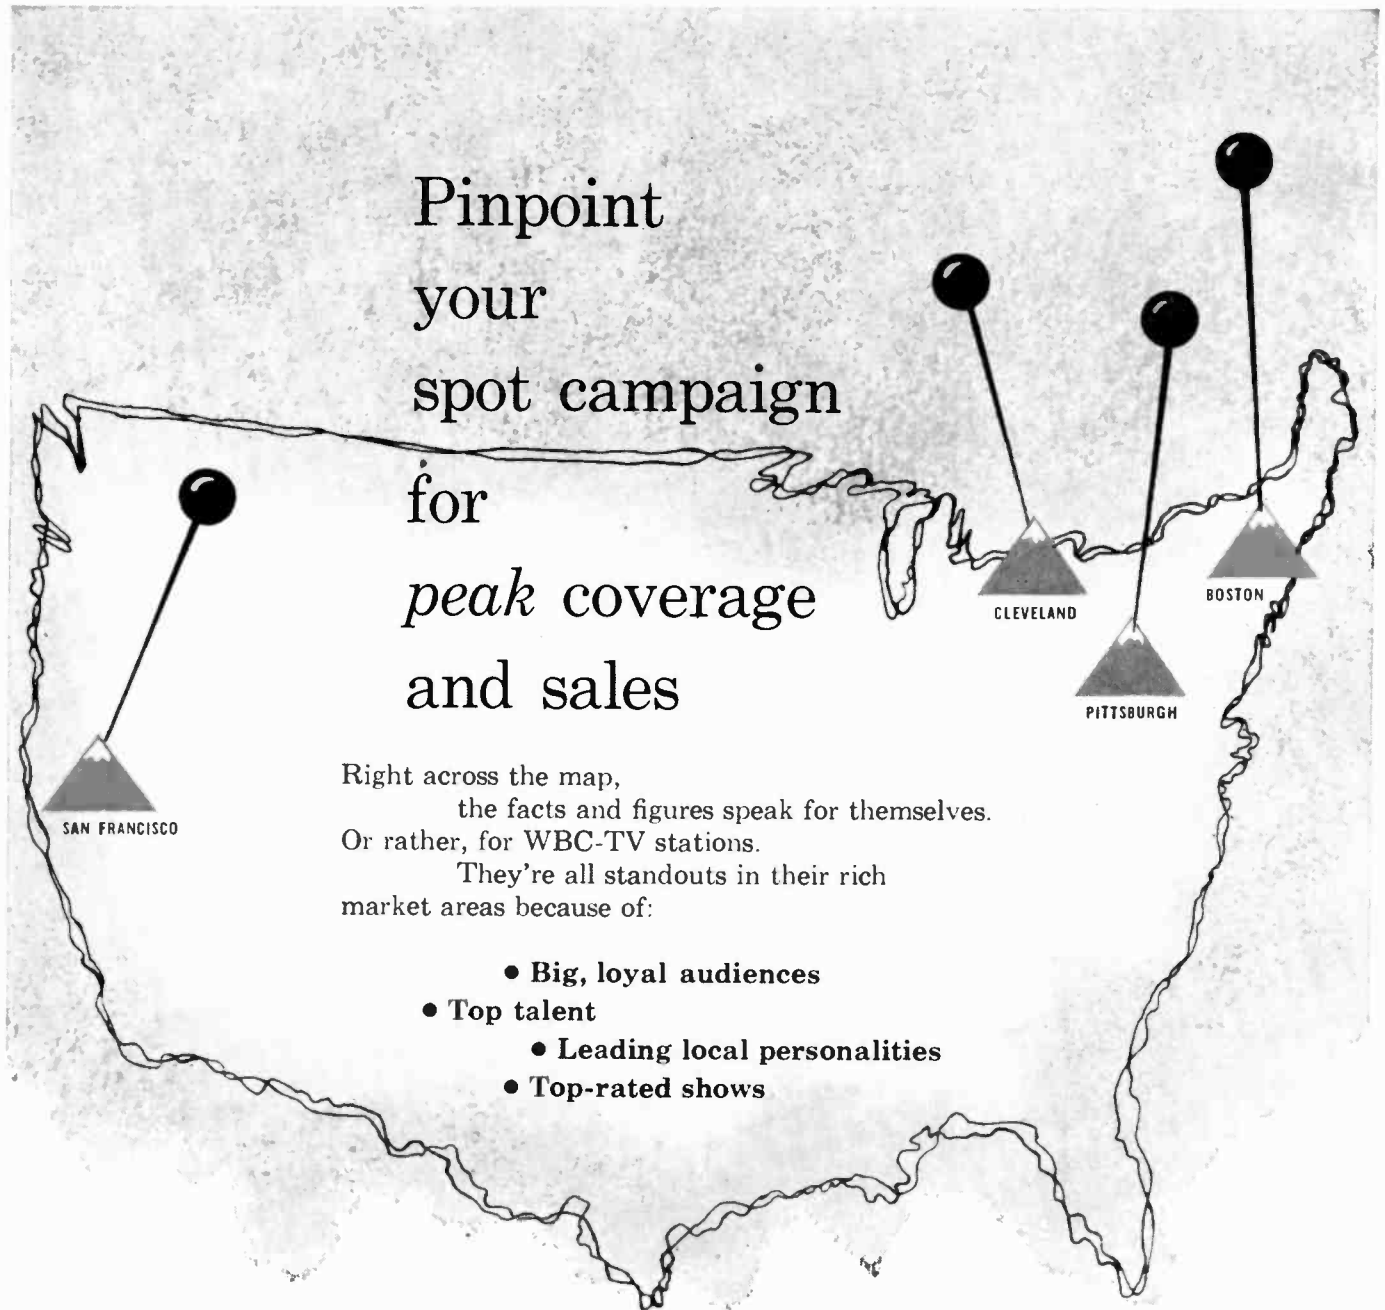 Pinpoint
your
spot campaign
for
peak coverage
and sales
CLEVELAND
BOSTON
PITTSBURGH
SAN FRANCISCO
Right across the map,
the facts and figures speak for themselves.
Or rather, for WBC-TV stations.
They're all standouts in their rich
market areas because of:
• Big, loyal audiences
• Top talent
• Leading local personalities
• Top-rated shows